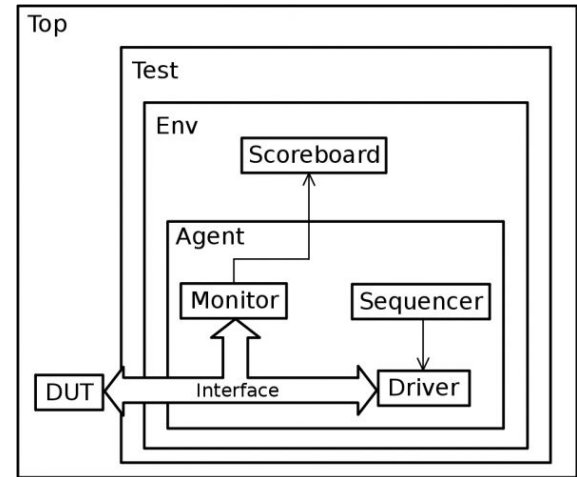 Top
Test
Env
Scoreboard
Agent
Monitor
Sequencer
DUT
Interface
Driver